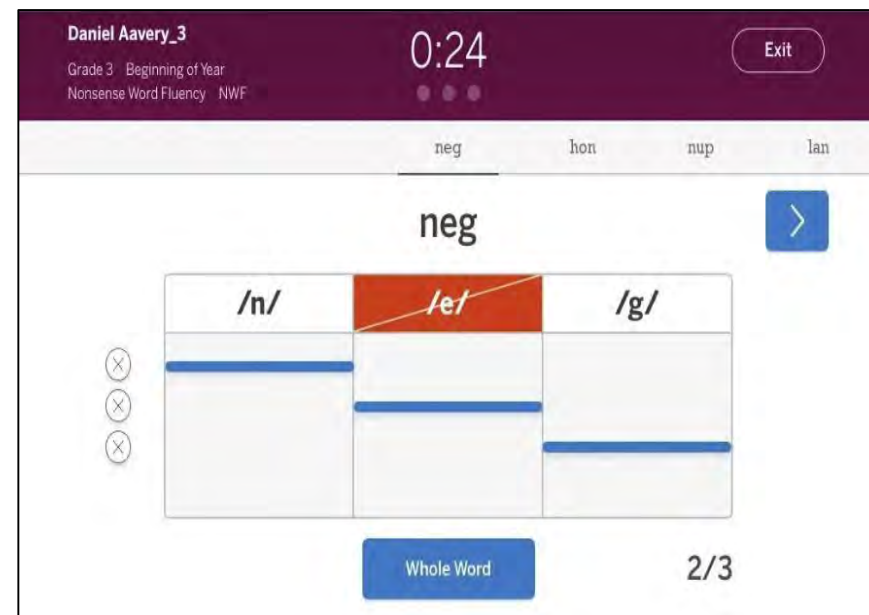 Daniel Aavery_3
Grade 3 Beginning of Year
Nonsense Word Fluency NWF
0:24
Exit
neg hon nup lan
neg
/n/ /e/ /g/
Whole Word
2/3